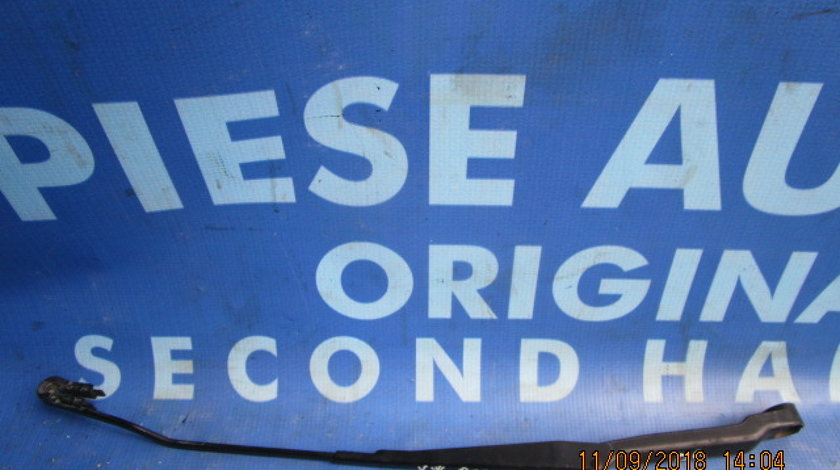 PIESE AU
ORIGINA
SECOND HA
11/09/2018 14:04